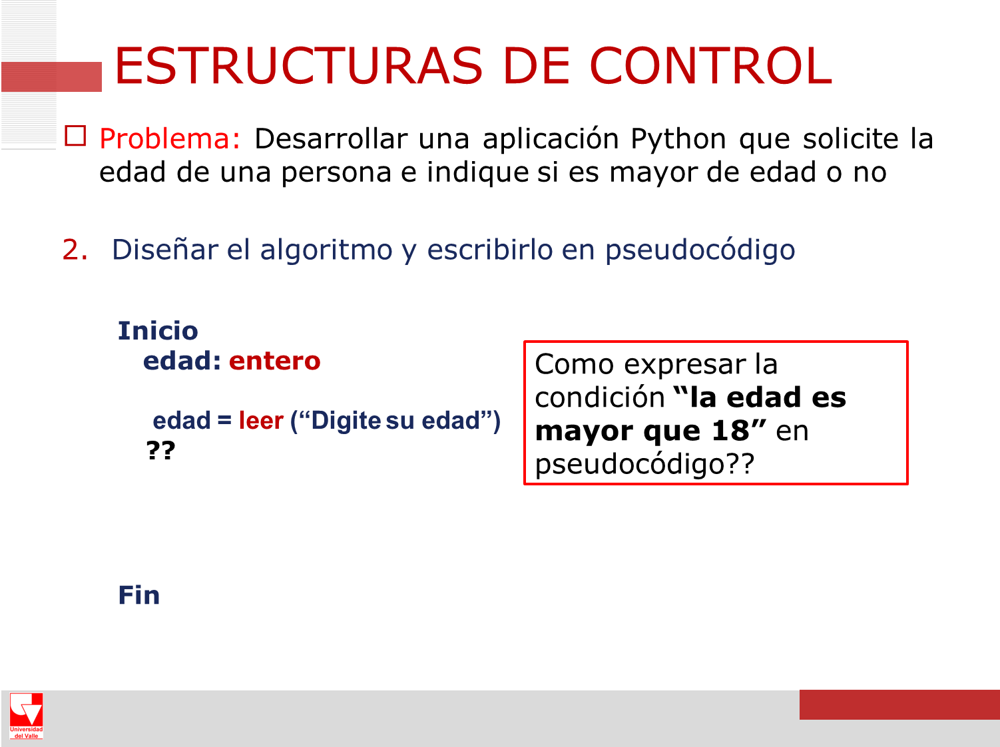 ESTRUCTURAS DE CONTROL
Problema: Desarrollar una aplicación Python que solicite la
edad de una persona e indique si es mayor de edad o no
2. Diseñar el algoritmo y escribirlo en pseudocódigo
Inicio
edad: entero
edad = leer (“Digite su edad”)
??
Como expresar la
condición “la edad es
mayor que 18” en
pseudocódigo??
Fin
Universidad
del Valle